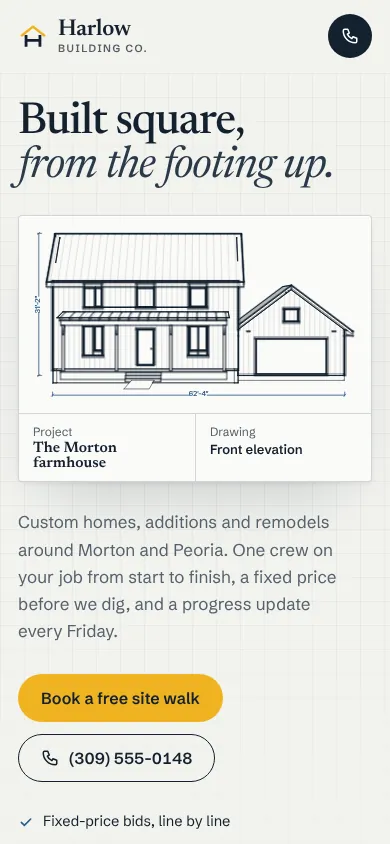 Harlow
BUILDING CO.
Built square,
from the footing up.
31'-2"
62'-4"
Project
The Morton
farmhouse
Drawing
Front elevation
Custom homes, additions and remodels
around Morton and Peoria. One crew on
your job from start to finish, a fixed price
before we dig, and a progress update
every Friday.
Book a free site walk
(309) 555-0148
Fixed-price bids, line by line